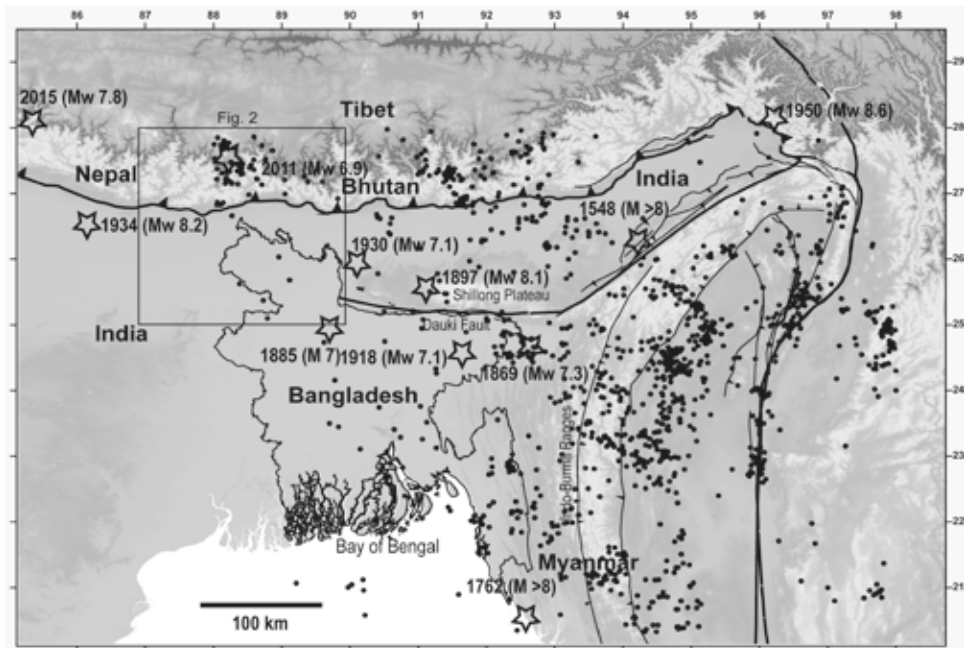 86 87 88 89 90 91 92 93 94 95 96 97 98
29
2015 (Mw 7.8)
Tibet
1950 (Mw 8.6)
28
Fig. 2
2011 (Mw 6.9)
Nepal
Bhutan
India
27
1934 (Mw 8.2)
1548 (M >8)
1930 (Mw 7.1)
26
1897 (Mw 8.1)
Shillong Plateau
India
Dauki Fault
25
1885 (M 7)
1918 (Mw 7.1)
1869 (Mw 7.3)
Bangladesh
24
23
Indo-Burma Ranges
22
Bay of Bengal
Myanmar
1762 (M >8)
21
100 km